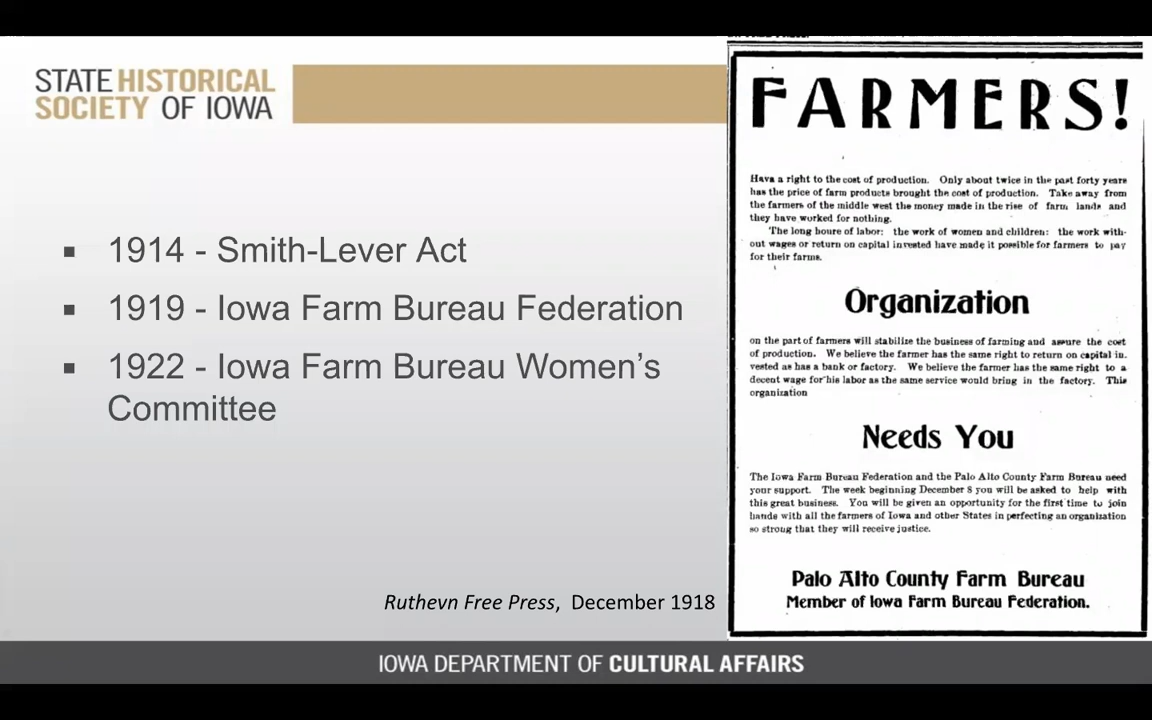 STATE HISTORICAL
SOCIETY OF IOWA
▪ 1914 - Smith-Lever Act
▪ 1919 - Iowa Farm Bureau Federation
▪ 1922 - Iowa Farm Bureau Women’s
Committee
Ruthevn Free Press, December 1918
FARMERS!
Hava a right to the cost of production. Only about twice in the past forty years
has the price of farm products brought the cost of production. Take away from
the farmers of the middle west the money made in the rise of farm lands and
they have worked for nothing.
The long houre of labor: the work of women and children: the work with-
out wages or return on capital invested have made it possible for farmers to pay
for their farms.
Organization
on the part of farmers will stabilize the business of farming and assure the cost
of production. We believe the farmer has the same right to return on capital in.
vested as has a bank or factory. We believe the farmer has the same right to a
decent wage for his labor as the same service would bring in the factory. This
organization
Needs You
The Iowa Farm Bureau Federation and the Palo Alto County Farm Bureau need
your support. The week beginning December 8 you will be asked to help with
this great business. You will be given an opportunity for the first time to join
hands with all the farmers of Iowa and other States in perfecting an organization
so stroug that they will receive justice.
Palo Alto County Farm Bureau
Member of Iowa Farm Bureau Federation.
IOWA DEPARTMENT OF CULTURAL AFFAIRS